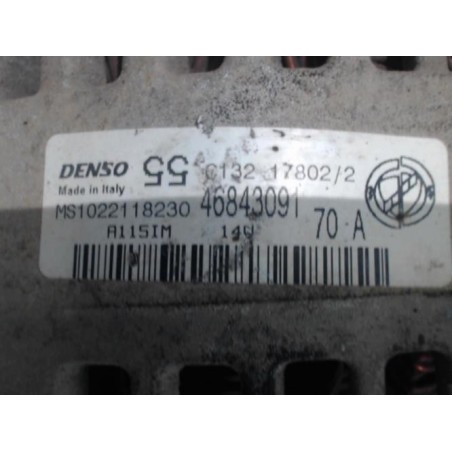 DENSO 55 C132 17802/2
Made in Italy
MS1022118230 46843091
A115IM 14V 70 A